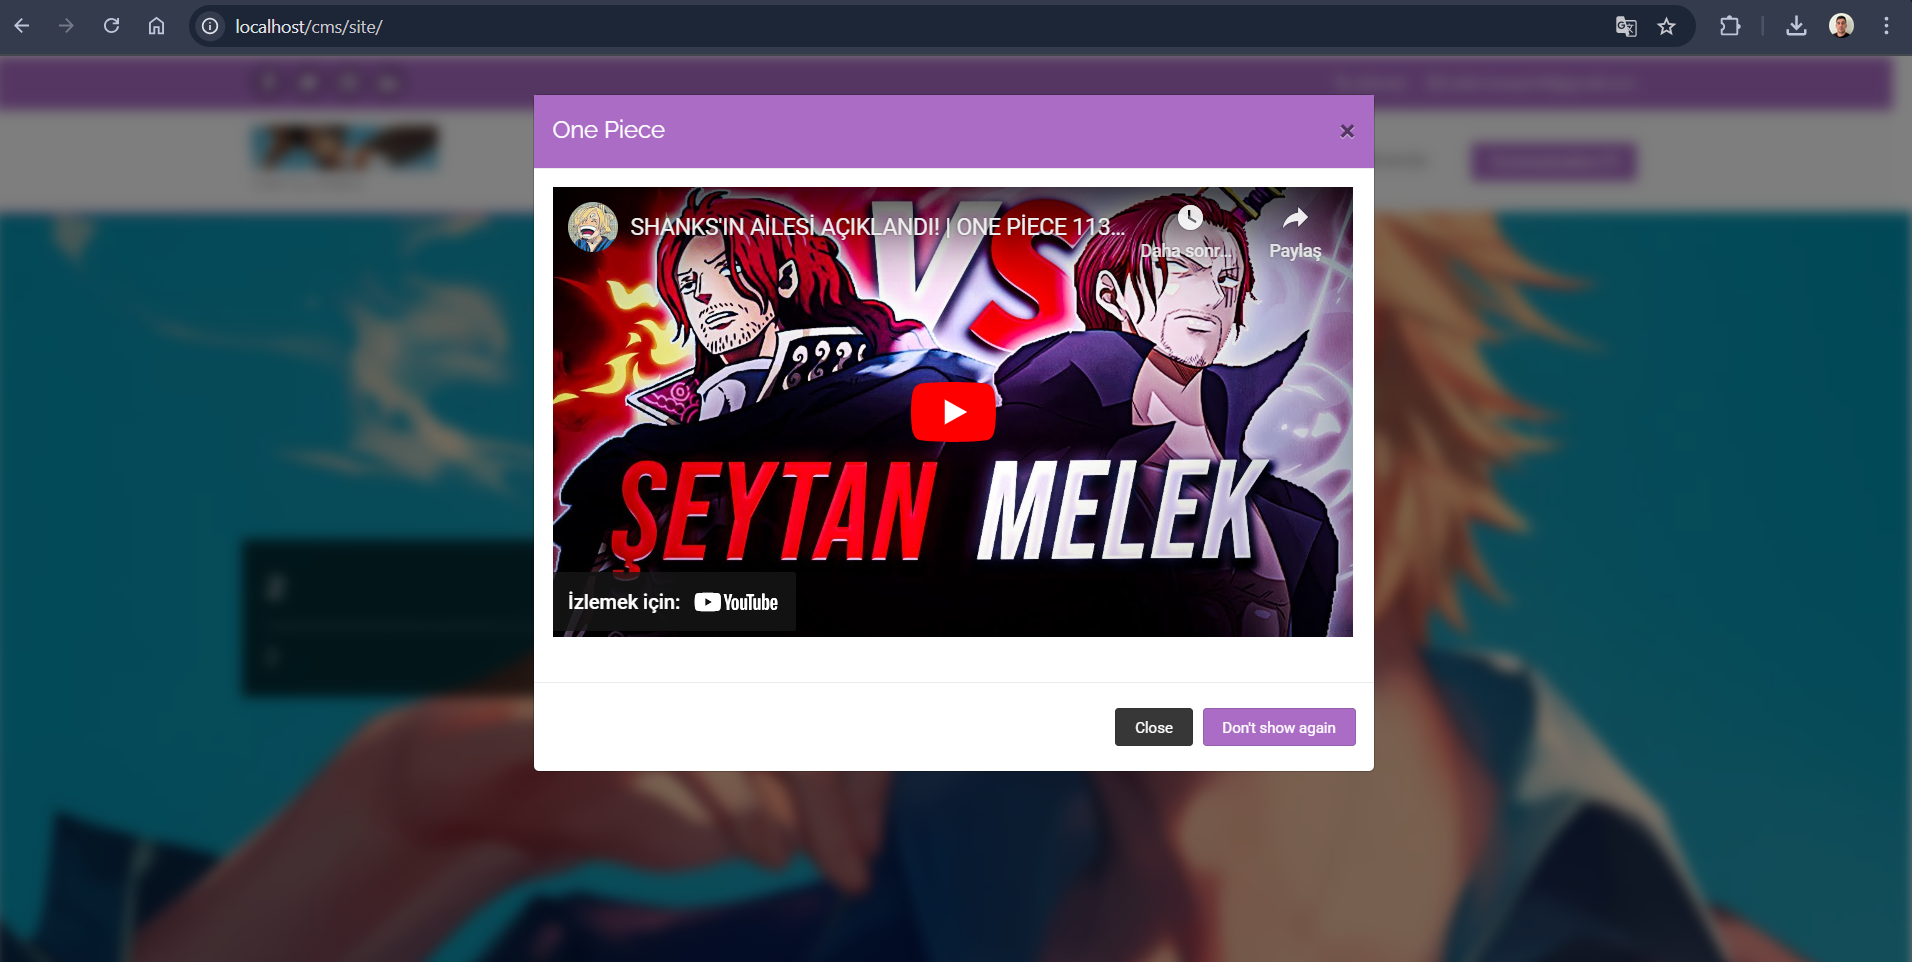 localhost/cms/site/
One Piece
×
SHANKS'IN AİLESİ AÇIKLANDI! | ONE PİECE 113...
Daha sonr...
Paylaş
VS
ŞEYTAN MELEK
İzlemek için: YouTube
Close
Don't show again